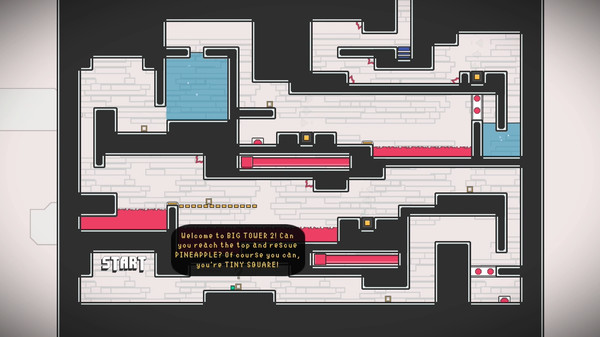 Welcome to BIG TOWER 2! Can
you reach the top and rescue
PINEAPPLE? Of course you can,
you're TINY SQUARE!
START